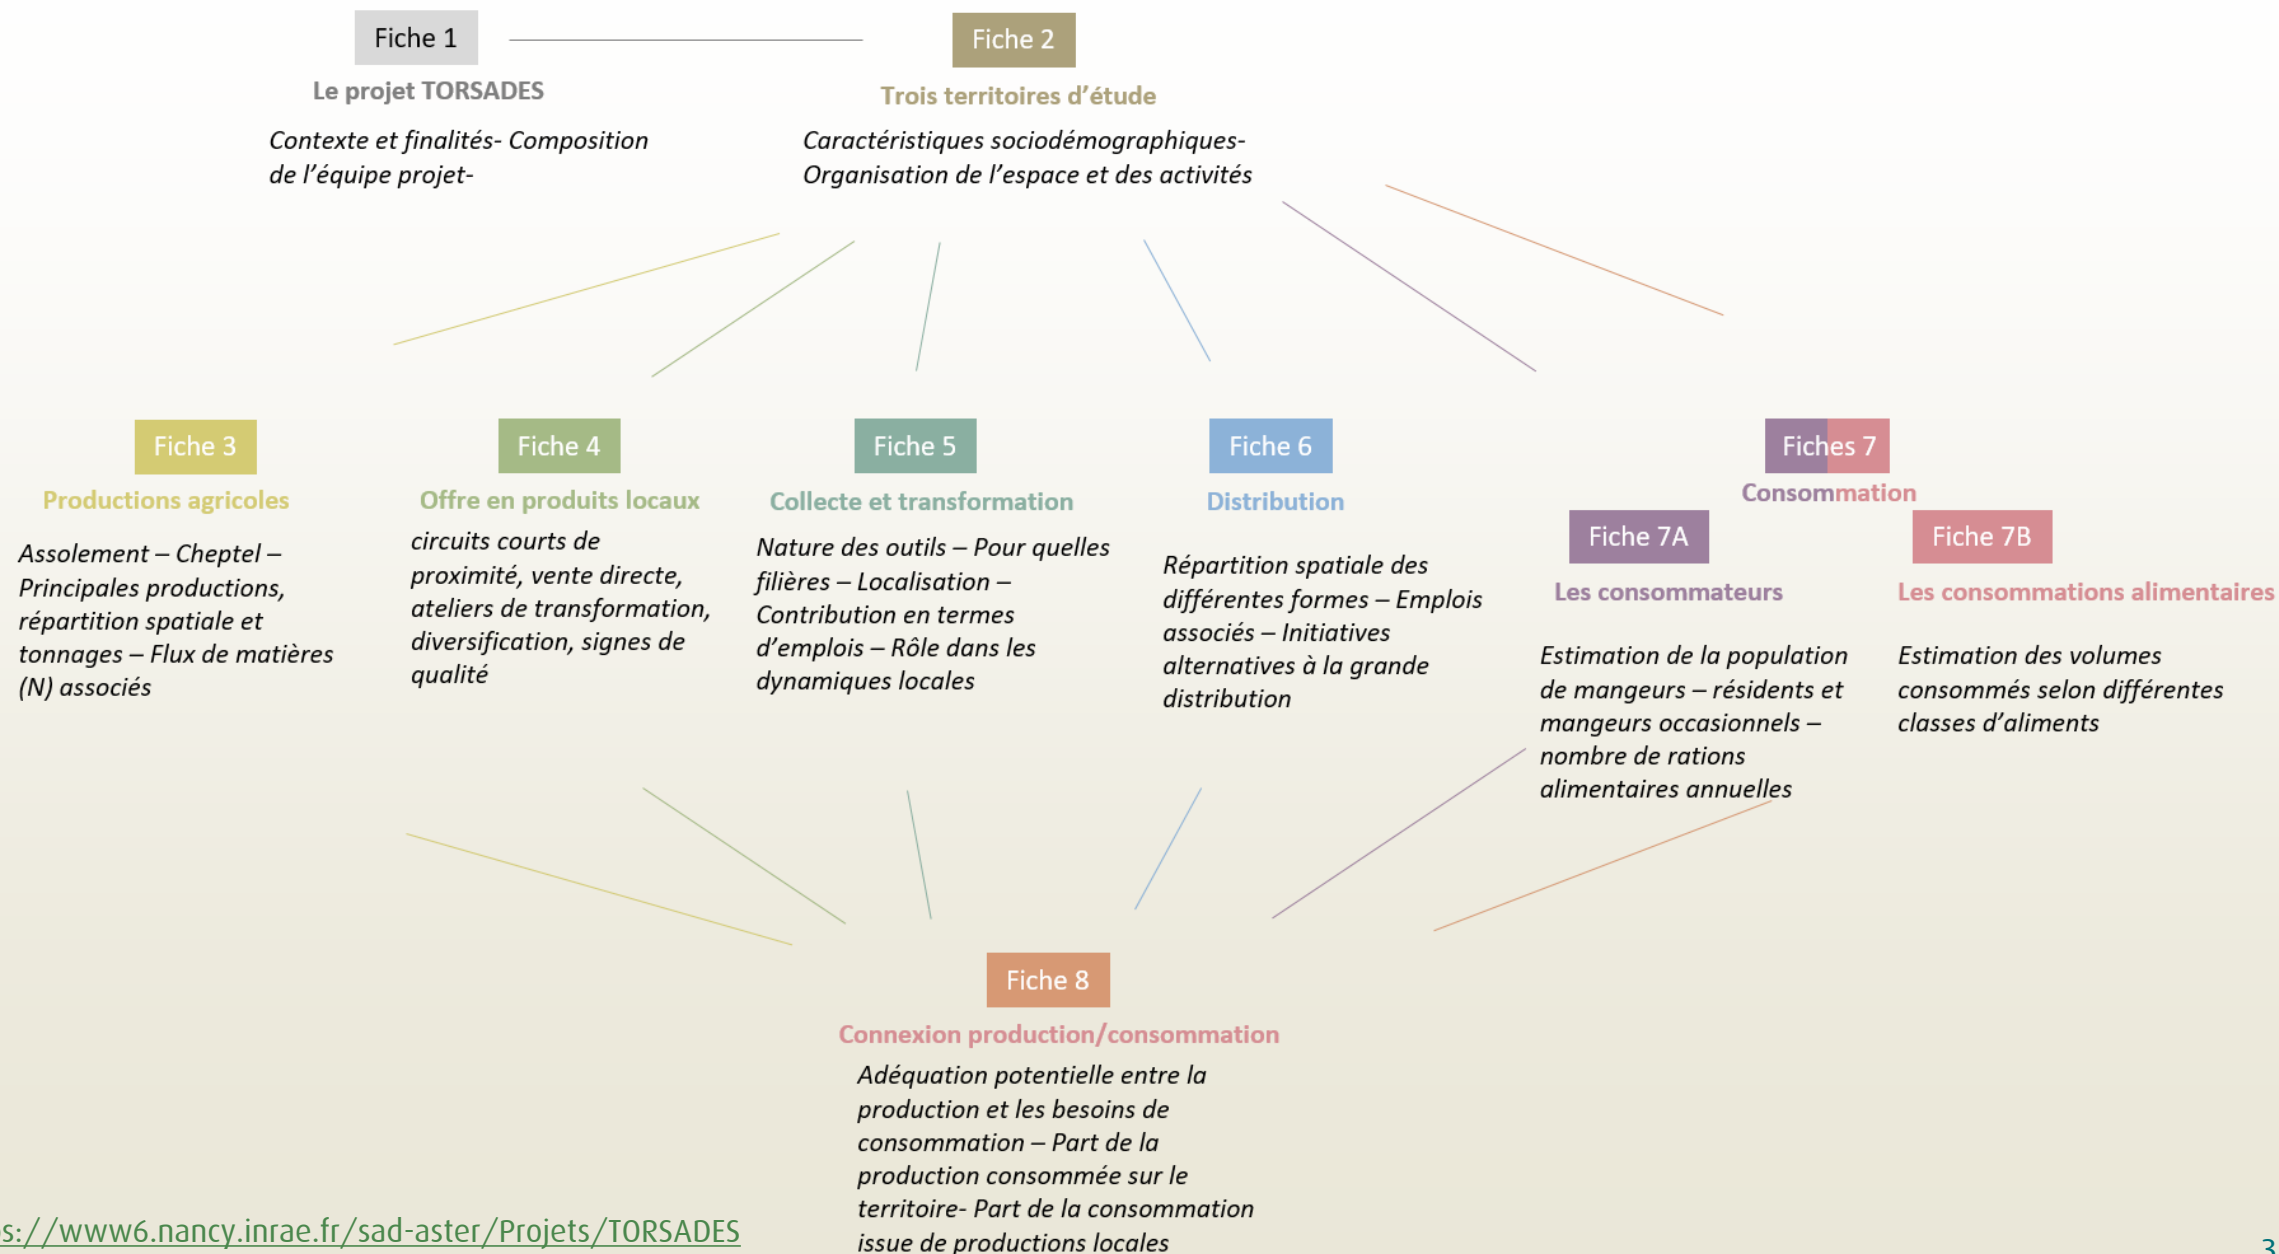 Fiche 1
Le projet TORSADES
Contexte et finalités- Composition
de l’équipe projet-
Fiche 2
Trois territoires d’étude
Caractéristiques sociodémographiques-
Organisation de l’espace et des activités
Fiche 3
Productions agricoles
Assolement – Cheptel –
Principales productions,
répartition spatiale et
tonnages – Flux de matières
(N) associés
Fiche 4
Offre en produits locaux
circuits courts de
proximité, vente directe,
ateliers de transformation,
diversification, signes de
qualité
Fiche 5
Collecte et transformation
Nature des outils – Pour quelles
filières – Localisation –
Contribution en termes
d’emplois – Rôle dans les
dynamiques locales
Fiche 6
Distribution
Répartition spatiale des
différentes formes – Emplois
associés – Initiatives
alternatives à la grande
distribution
Fiches 7
Consommation
Fiche 7A
Les consommateurs
Estimation de la population
de mangeurs – résidents et
mangeurs occasionnels –
nombre de rations
alimentaires annuelles
Fiche 7B
Les consommations alimentaires
Estimation des volumes
consommés selon différentes
classes d’aliments
Fiche 8
Connexion production/consommation
Adéquation potentielle entre la
production et les besoins de
consommation – Part de la
production consommée sur le
territoire- Part de la consommation
issue de productions locales
s://www6.nancy.inrae.fr/sad-aster/Projets/TORSADES
3